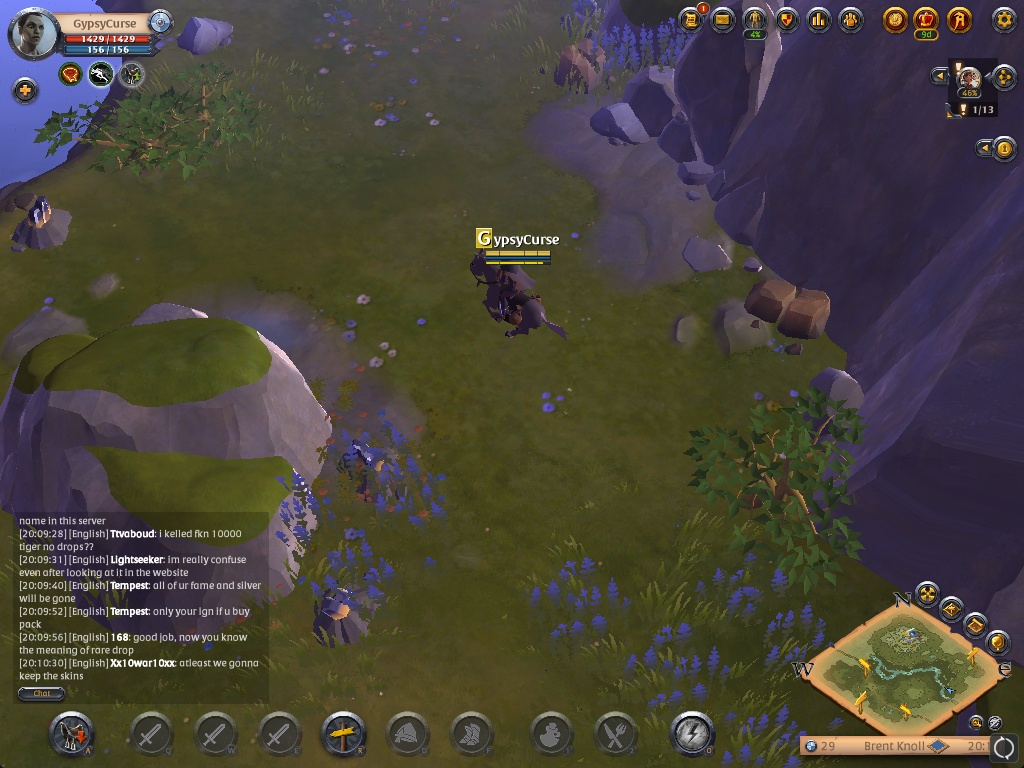 GypsyCurse
1429 / 1429
156 / 156
1
4%
9d
46%
1/13
GypsyCurse
name in this server
[20:09:28] [English] Ttvaboud: i kelled fkn 10000
tiger no drops??
[20:09:31] [English] Lightseeker: im really confuse
even after looking at it in the website
[20:09:40] [English] Tempest: all of ur fame and silver
will be gone
[20:09:52] [English] Tempest: only your ign if u buy
pack
[20:09:56] [English] 168: good job, now you know
the meaning of rare drop
[20:10:30] [English] Xx10war10xx: atleast we gonna
keep the skins
Chat
N
W
E
A
Q
W
E
R
D
F
29
Brent Knoll